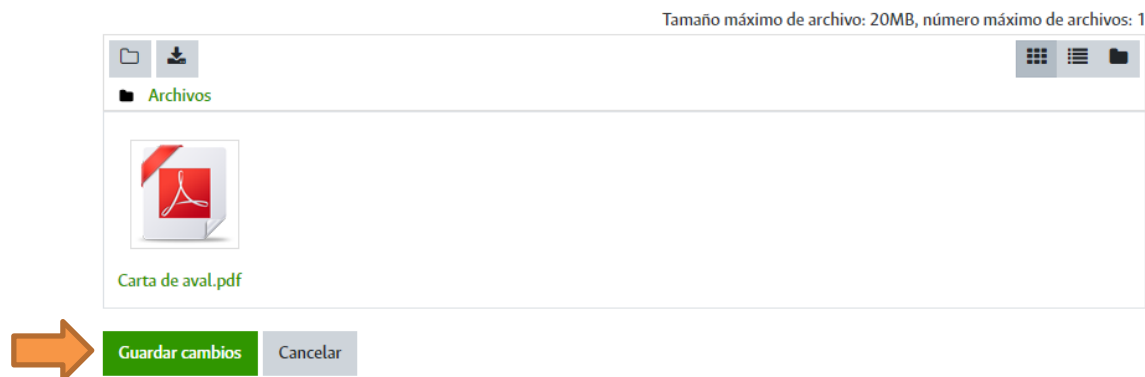 Tamaño máximo de archivo: 20MB, número máximo de archivos: 1
Archivos
Carta de aval.pdf
Guardar cambios Cancelar